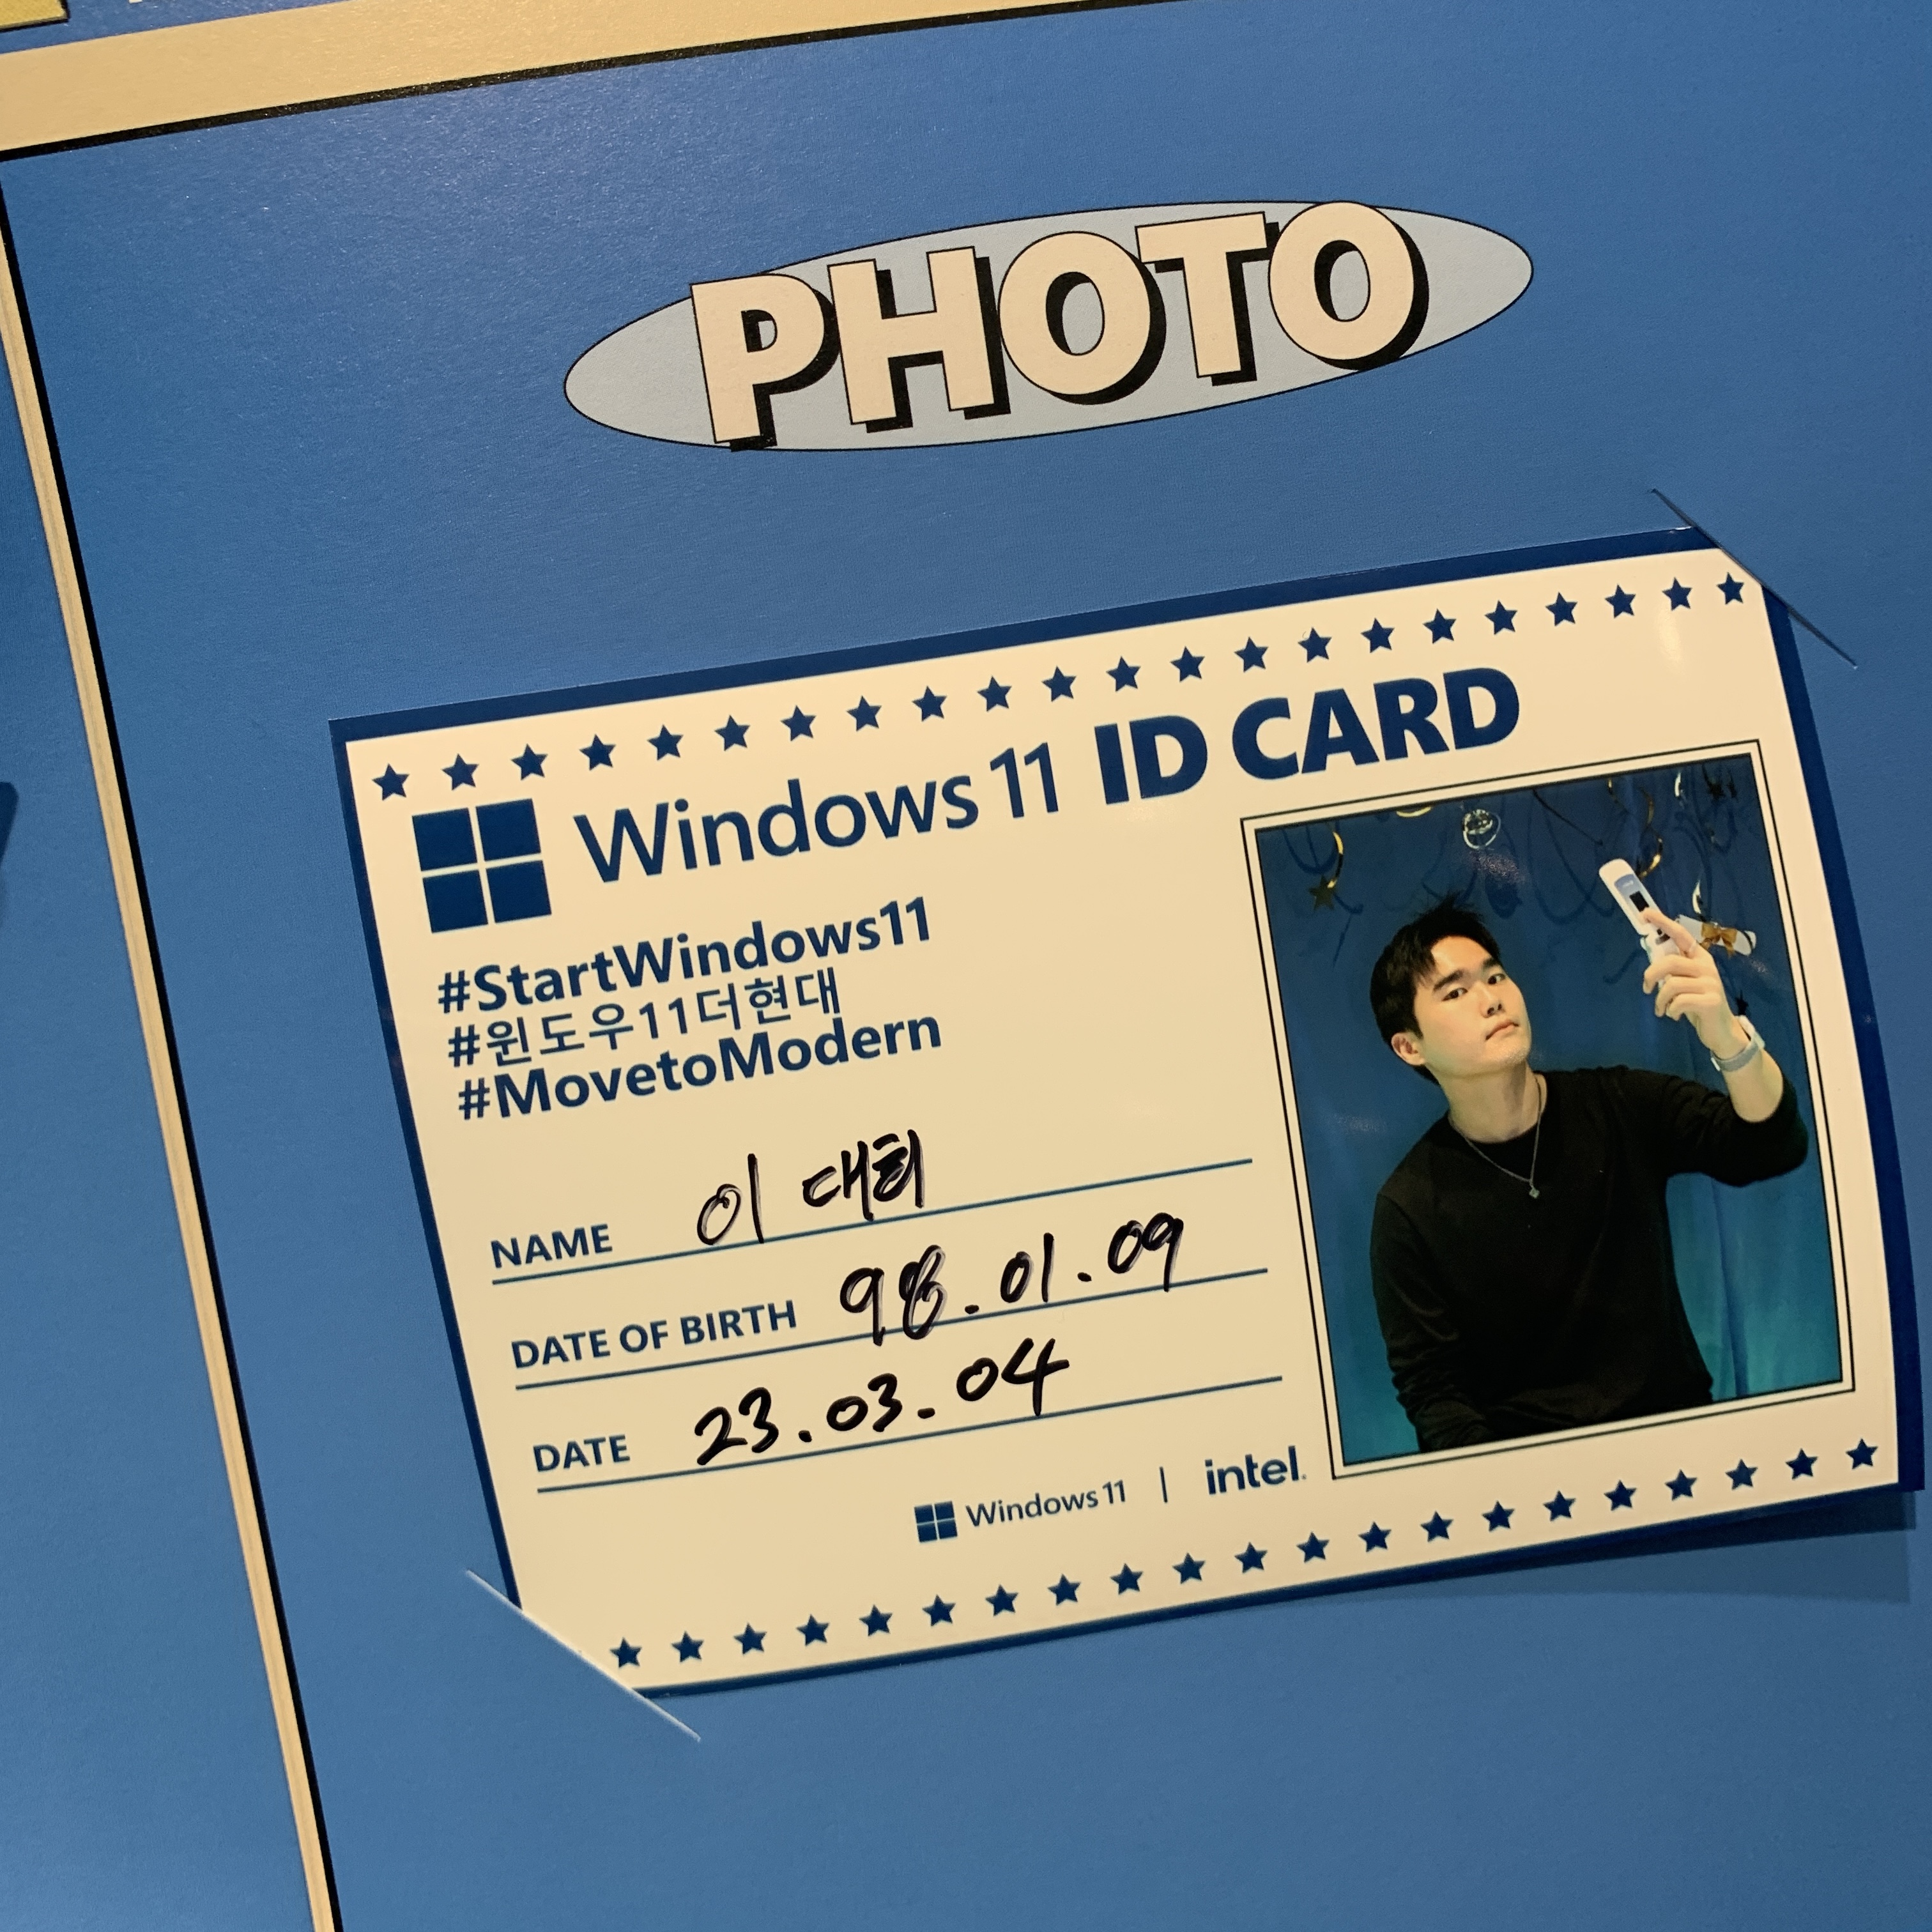 PHOTO
Windows 11 ID CARD
#StartWindows11
#윈도우11더현대
#MovetoModern
NAME 이 대희
DATE OF BIRTH 98.01.09
DATE 23.03.04
Windows 11 | intel.